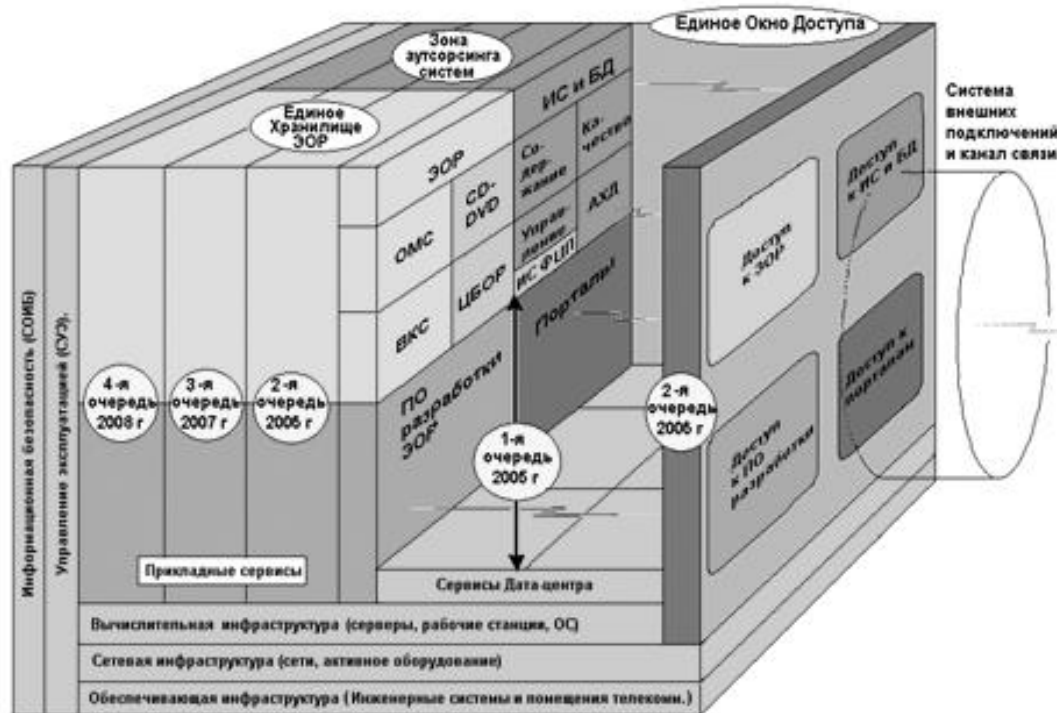 Единое Окно Доступа
Зона
аутсорсинга
систем
Единое
Хранилище
ЭОР
Система
внешних
подключений
и канал связи
ИС и БД
ЭОР
Со-
дер-
жание
Ка-
чество
CD-
DVD
ОМС
Управ-
ление
АХД
ИС ФЦП
ЦБОР
ВКС
Порталы
ПО
разработки
ЭОР
Доступ
к ИС и БД
Доступ
к ЭОР
Доступ к
порталам
Доступ
к ПО
разработки
4-я
очередь
2008 г
3-я
очередь
2007 г
2-я
очередь
2006 г
1-я
очередь
2005 г
2-я
очередь
2006 г
Информационная безопасность (СОИБ)
Управление эксплуатацией (СУЭ).
Прикладные сервисы
Сервисы Дата-центра
Вычислительная инфраструктура (серверы, рабочие станции, ОС)
Сетевая инфраструктура (сети, активное оборудование)
Обеспечивающая инфраструктура (Инженерные системы и помещения телекомм.)